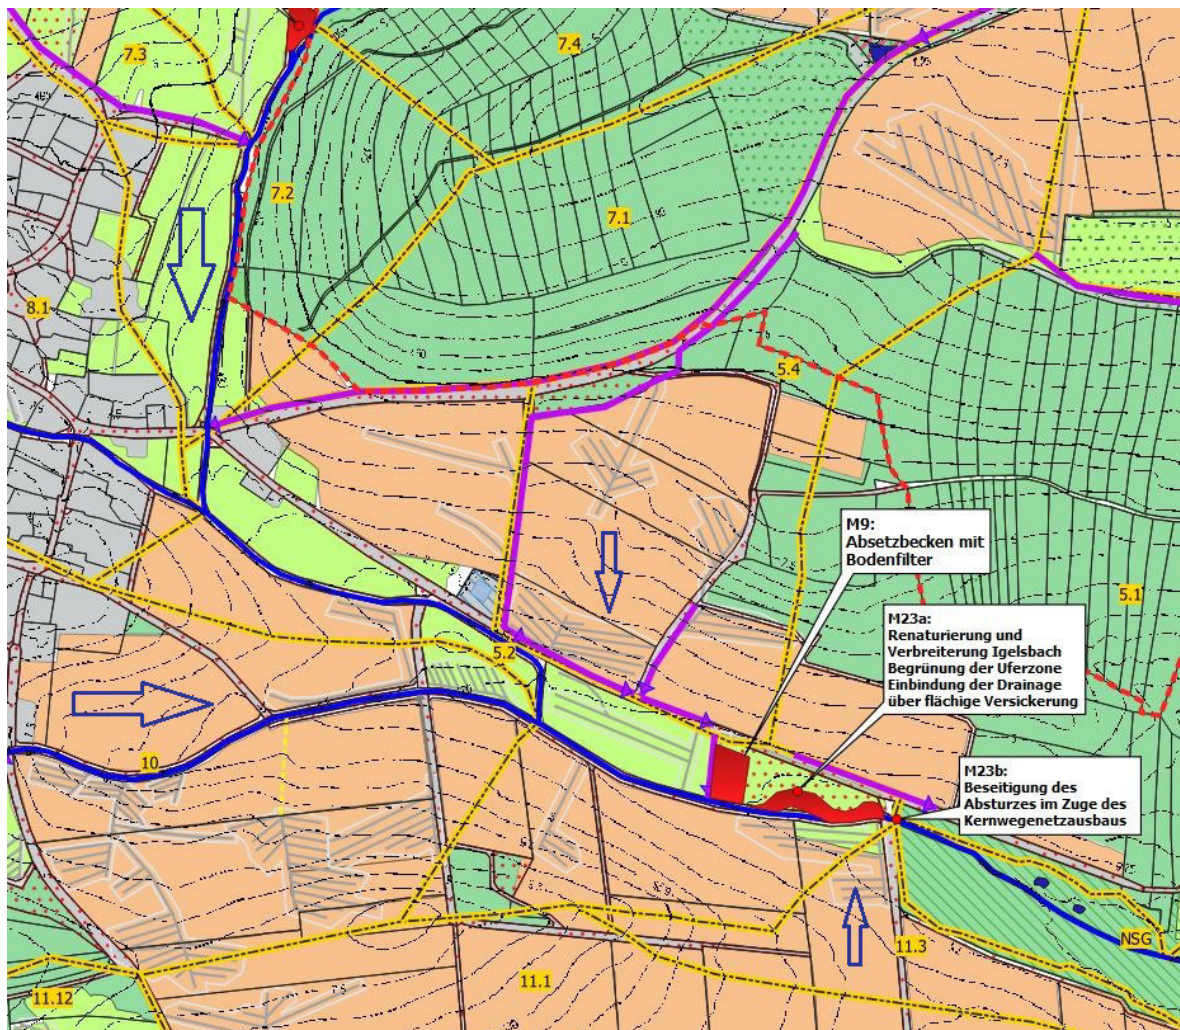 7.3
7.4
7.2
7.1
8.1
5.4
M9:
Absetzbecken mit
Bodenfilter
5.1
M23a:
Renaturierung und
Verbreiterung Igelsbach
Begrünung der Uferzone
Einbindung der Drainage
über flächige Versickerung
5.2
10
M23b:
Beseitigung des
Absturzes im Zuge des
Kernwegenetzausbaus
NSG
11.3
11.1
11.12